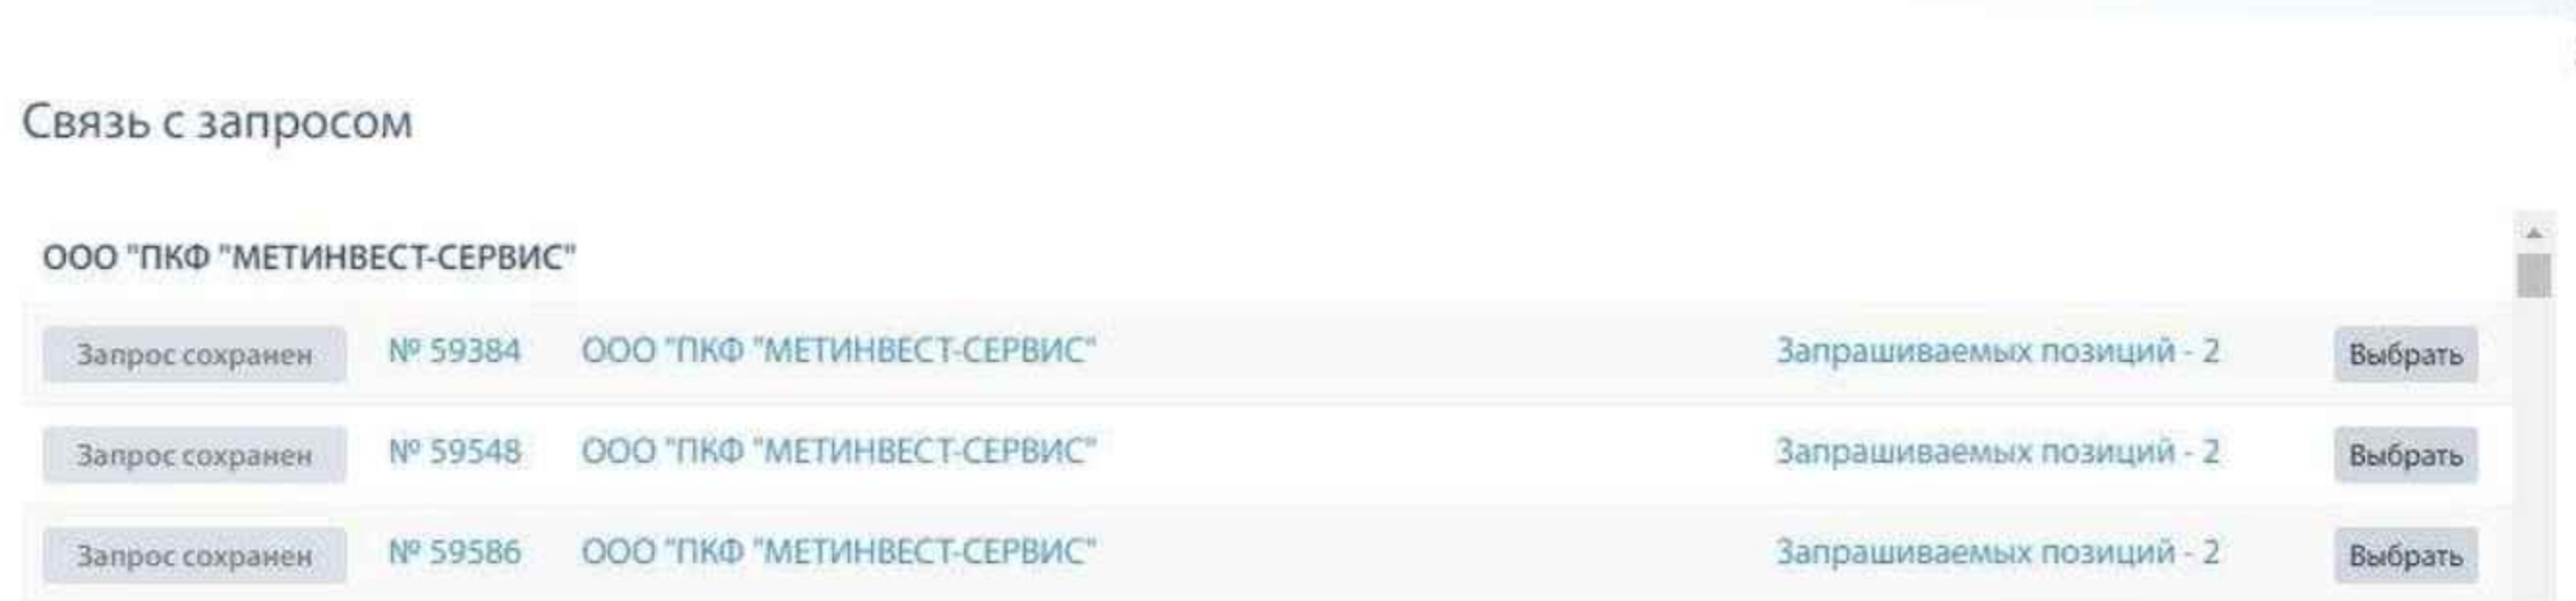 Связь с запросом
ООО "ПКФ "МЕТИНВЕСТ-СЕРВИС"
Запрос сохранен № 59384 ООО "ПКФ "МЕТИНВЕСТ-СЕРВИС" Запрашиваемых позиций - 2 Выбрать
Запрос сохранен № 59548 ООО "ПКФ "МЕТИНВЕСТ-СЕРВИС" Запрашиваемых позиций - 2 Выбрать
Запрос сохранен № 59586 ООО "ПКФ "МЕТИНВЕСТ-СЕРВИС" Запрашиваемых позиций - 2 Выбрать